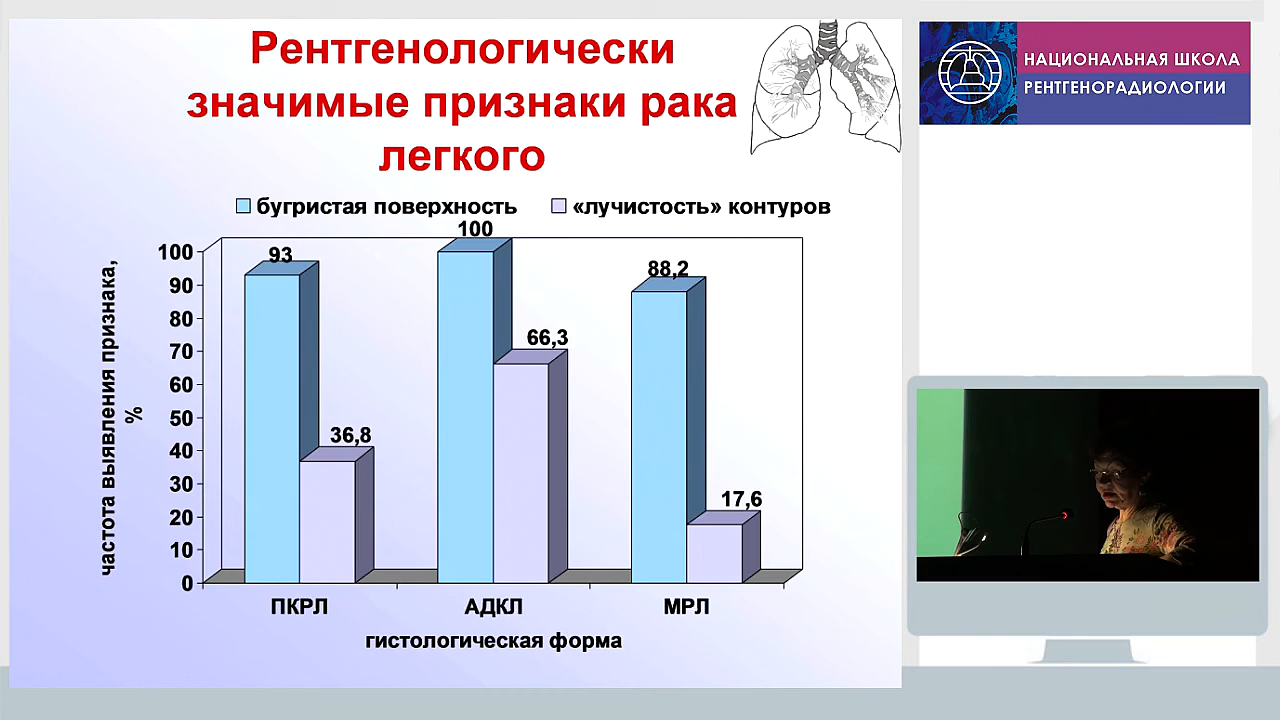 Рентгенологически
значимые признаки рака
легкого
НАЦИОНАЛЬНАЯ ШКОЛА
РЕНТГЕНОРАДИОЛОГИИ
бугристая поверхность
«лучистость» контуров
частота выявления признака,
%
100
90
80
70
60
50
40
30
20
10
0
93
36,8
100
66,3
88,2
17,6
ПКРЛ
АДКЛ
МРЛ
гистологическая форма